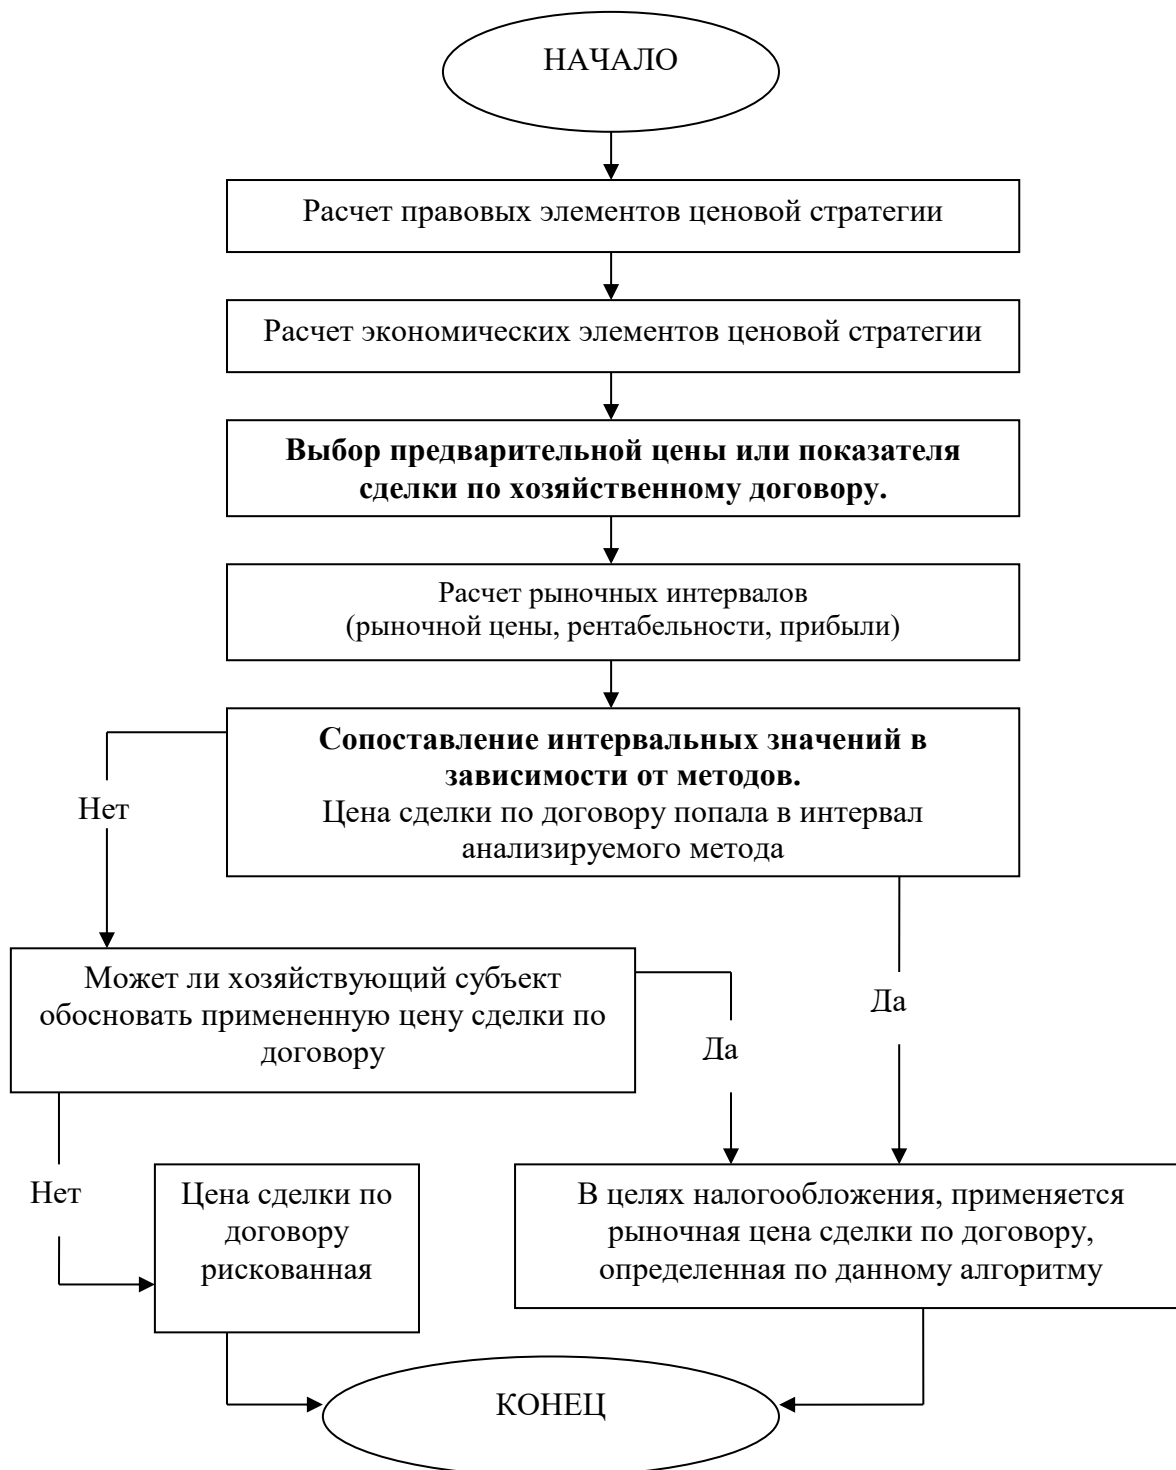 НАЧАЛО
Расчет правовых элементов ценовой стратегии
Расчет экономических элементов ценовой стратегии
Выбор предварительной цены или показателя
сделки по хозяйственному договору.
Расчет рыночных интервалов
(рыночной цены, рентабельности, прибыли)
Сопоставление интервальных значений в
зависимости от методов.
Цена сделки по договору попала в интервал
анализируемого метода
Нет
Может ли хозяйствующий субъект
обосновать примененную цену сделки по
договору
Да
Да
Нет
Цена сделки по
договору
рискованная
В целях налогообложения, применяется
рыночная цена сделки по договору,
определенная по данному алгоритму
КОНЕЦ